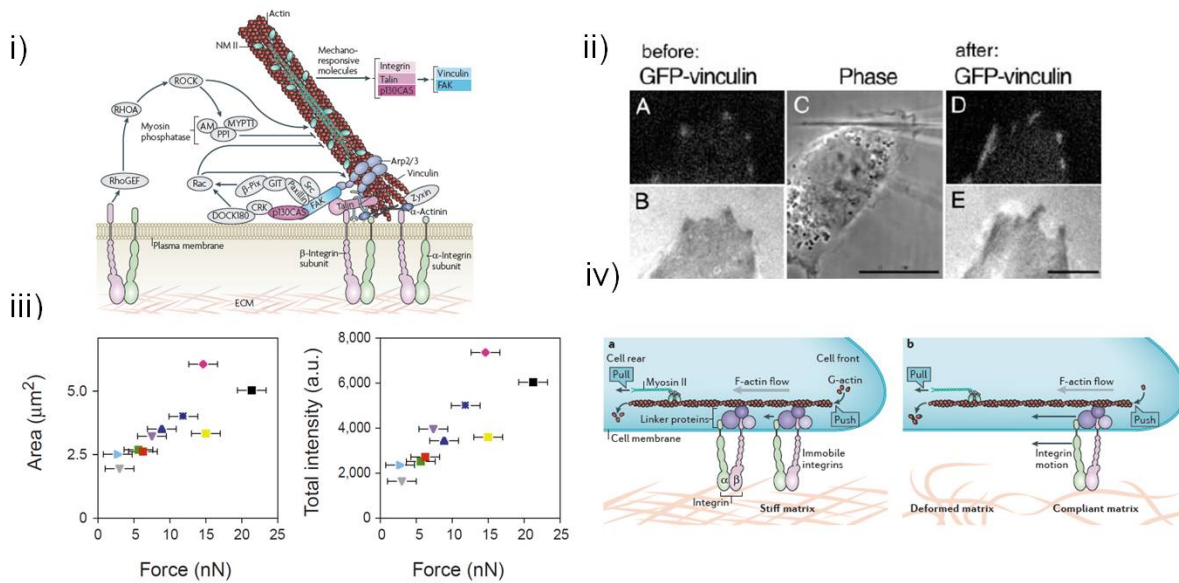 i)
Actin
NM II
Mechano-
responsive
molecules
Integrin
Talin
p130CAS
Vinculin
FAK
ROCK
RHOA
Myosin
phosphatase
AM
MYPT1
PP1
RhoGEF
Rac
β-Pix
GIT
Paxillin
Src
FAK
DOCK180
CRK
p130CAS
Talin
Arp2/3
Vinculin
Zyxin
α-Actinin
Plasma membrane
β-Integrin
subunit
α-Integrin
subunit
ECM
ii)
before:
GFP-vinculin
Phase
after:
GFP-vinculin
A
B
C
D
E
iii)
Area (μm²)
5.0
2.5
0 5 10 15 20 25
Force (nN)
Total intensity (a.u.)
8,000
6,000
4,000
2,000
0
0 5 10 15 20 25
Force (nN)
iv)
a
Cell rear
Pull
Myosin II
F-actin flow
Cell front
G-actin
Push
Linker proteins
Cell membrane
Immobile
integrins
α
β
Integrin
Stiff matrix
b
Pull
F-actin flow
Push
Integrin
motion
Deformed matrix
Compliant matrix